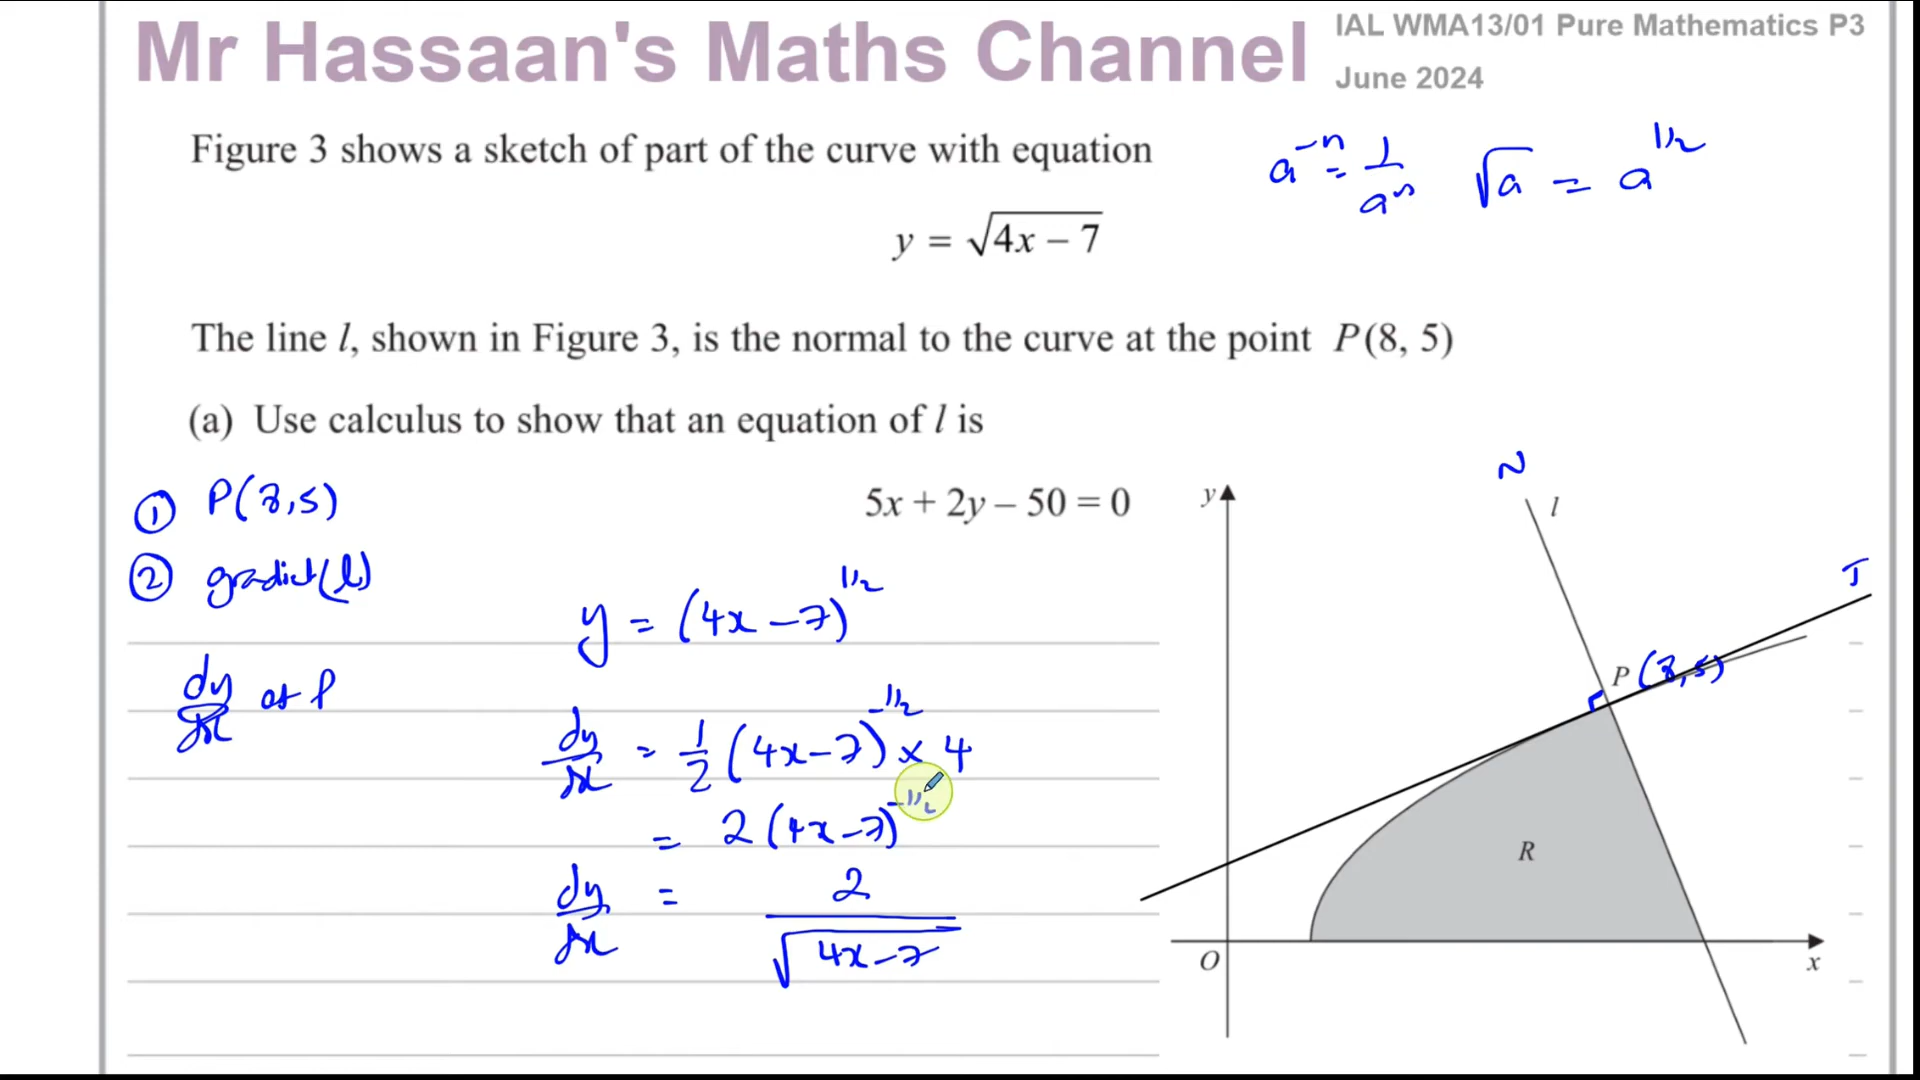 Mr Hassaan's Maths Channel
IAL WMA13/01 Pure Mathematics P3
June 2024
Figure 3 shows a sketch of part of the curve with equation
a^-n = 1/a^n √a = a^1/2
y = √4x – 7
The line l, shown in Figure 3, is the normal to the curve at the point P(8, 5)
(a) Use calculus to show that an equation of l is
5x + 2y – 50 = 0
① P(8,5)
② gradient(l)
dy/dx at P
y = (4x – 7)^1/2
dy/dx = 1/2 (4x – 7)^-1/2 × 4
= 2 (4x – 7)^-1/2
dy/dx = 2/√4x – 7
N
y
l
T
P (8,5)
R
O
x